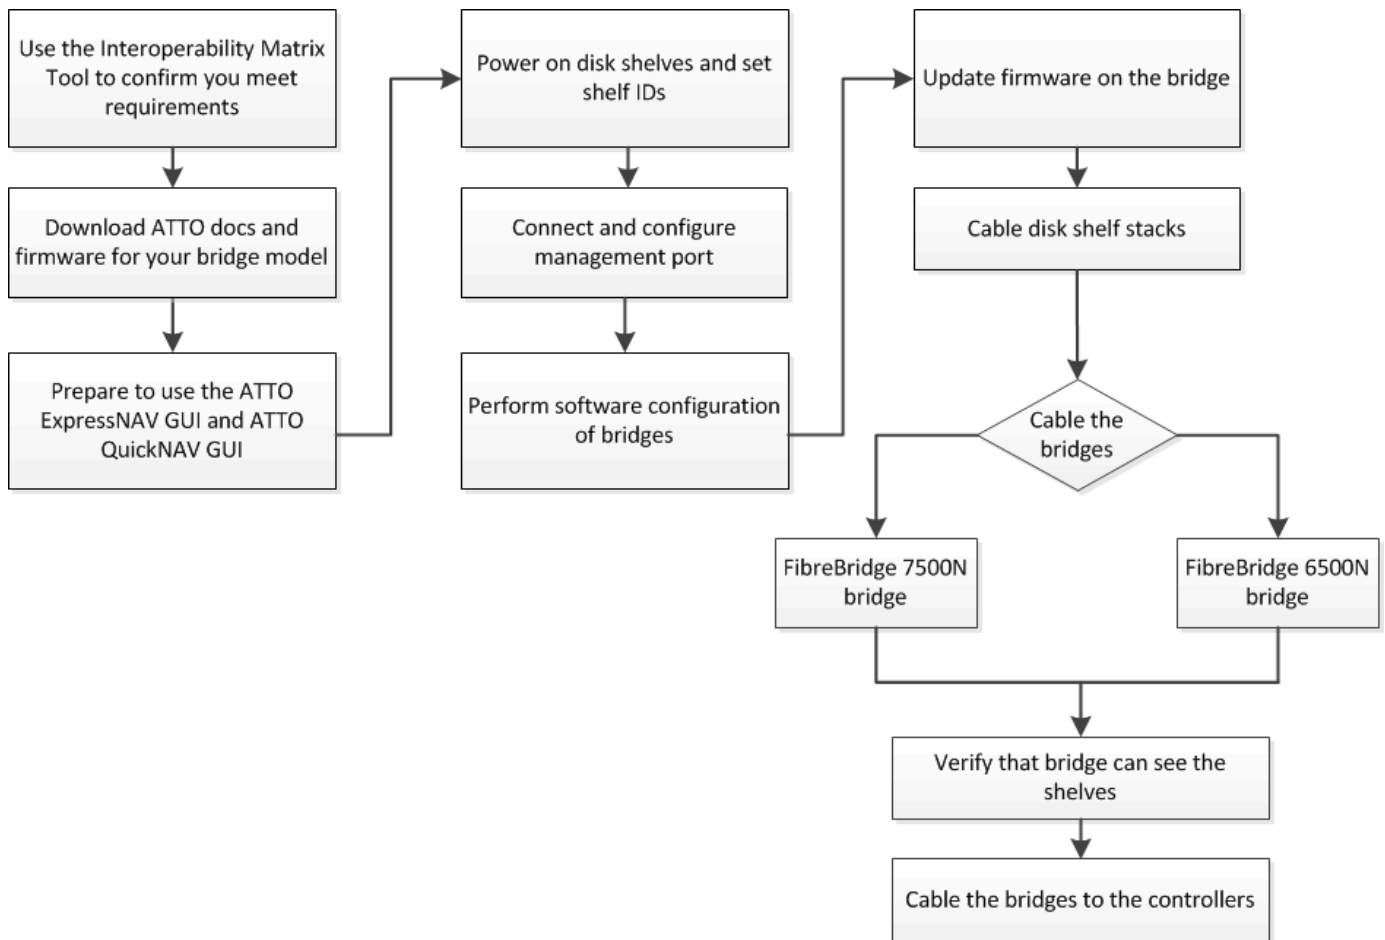 Use the Interoperability Matrix
Tool to confirm you meet
requirements
Download ATTO docs and
firmware for your bridge model
Prepare to use the ATTO
ExpressNAV GUI and ATTO
QuickNAV GUI
Power on disk shelves and set
shelf IDs
Connect and configure
management port
Perform software configuration
of bridges
Update firmware on the bridge
Cable disk shelf stacks
Cable the
bridges
FibreBridge 7500N
bridge
FibreBridge 6500N
bridge
Verify that bridge can see the
shelves
Cable the bridges to the controllers